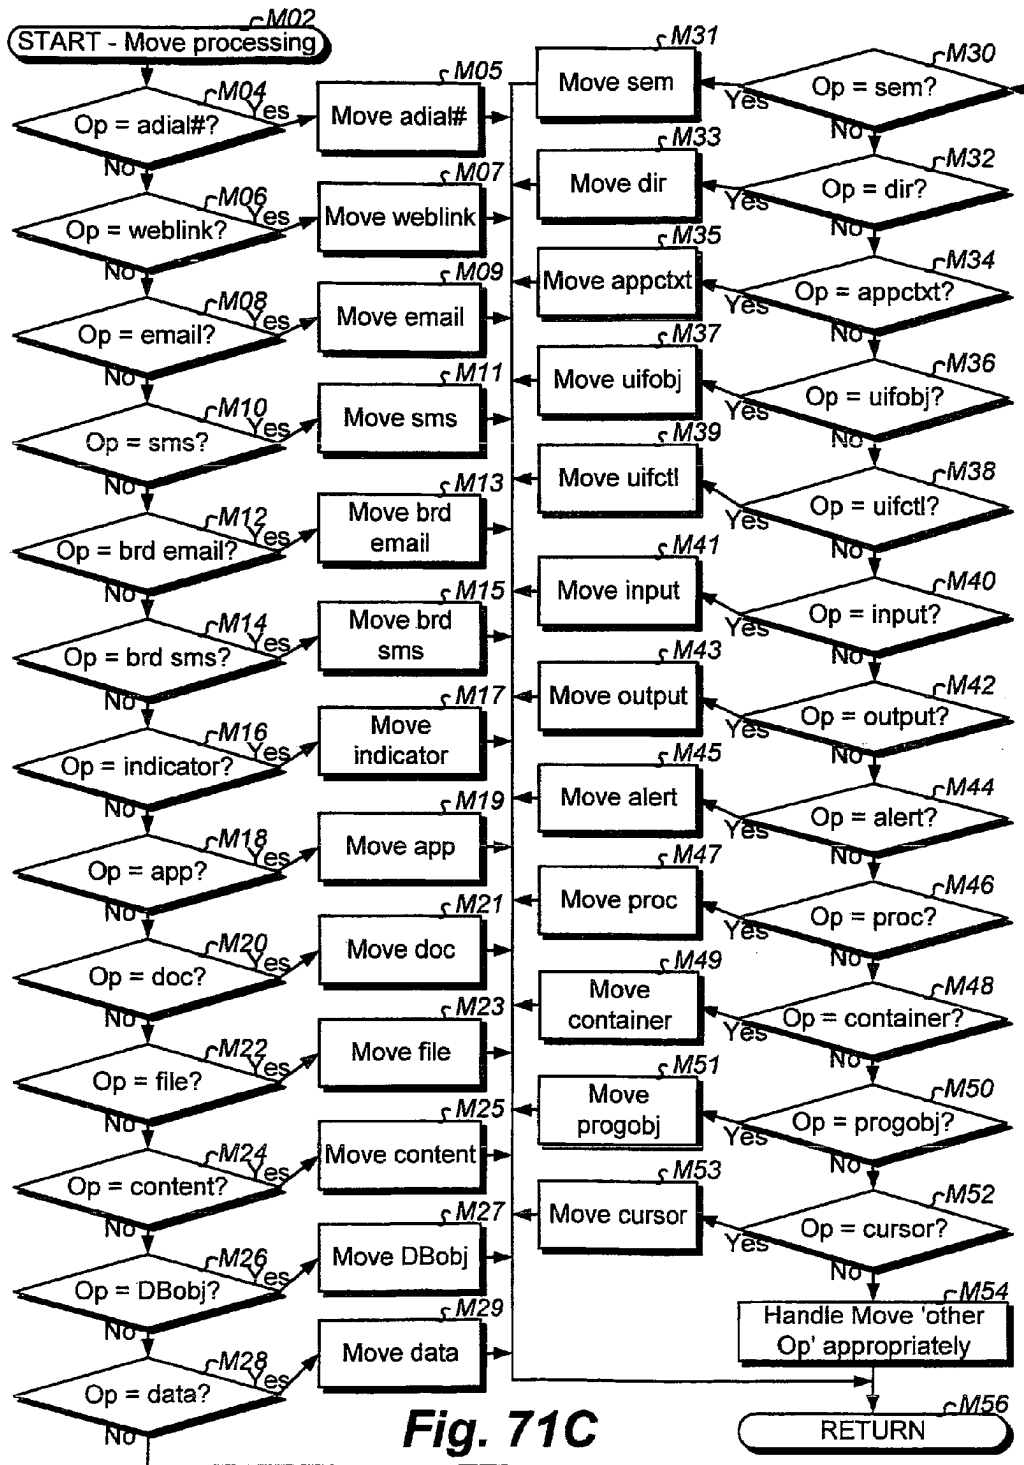 M02
START - Move processing
M04
Op = adial#?
Yes
No
M05
Move adial#
M06
Op = weblink?
Yes
No
M07
Move weblink
M08
Op = email?
Yes
No
M09
Move email
M10
Op = sms?
Yes
No
M11
Move sms
M12
Op = brd email?
Yes
No
M13
Move brd
email
M14
Op = brd sms?
Yes
No
M15
Move brd
sms
M16
Op = indicator?
Yes
No
M17
Move
indicator
M18
Op = app?
Yes
No
M19
Move app
M20
Op = doc?
Yes
No
M21
Move doc
M22
Op = file?
Yes
No
M23
Move file
M24
Op = content?
Yes
No
M25
Move content
M26
Op = DBobj?
Yes
No
M27
Move DBobj
M28
Op = data?
Yes
No
M29
Move data
M30
Op = sem?
Yes
No
M31
Move sem
M32
Op = dir?
Yes
No
M33
Move dir
M34
Op = appctxt?
Yes
No
M35
Move appctxt
M36
Op = uifobj?
Yes
No
M37
Move uifobj
M38
Op = uifctl?
Yes
No
M39
Move uifctl
M40
Op = input?
Yes
No
M41
Move input
M42
Op = output?
Yes
No
M43
Move output
M44
Op = alert?
Yes
No
M45
Move alert
M46
Op = proc?
Yes
No
M47
Move proc
M48
Op = container?
Yes
No
M49
Move
container
M50
Op = progobj?
Yes
No
M51
Move
progobj
M52
Op = cursor?
Yes
No
M53
Move cursor
M54
Handle Move 'other
Op' appropriately
M56
RETURN
Fig. 71C